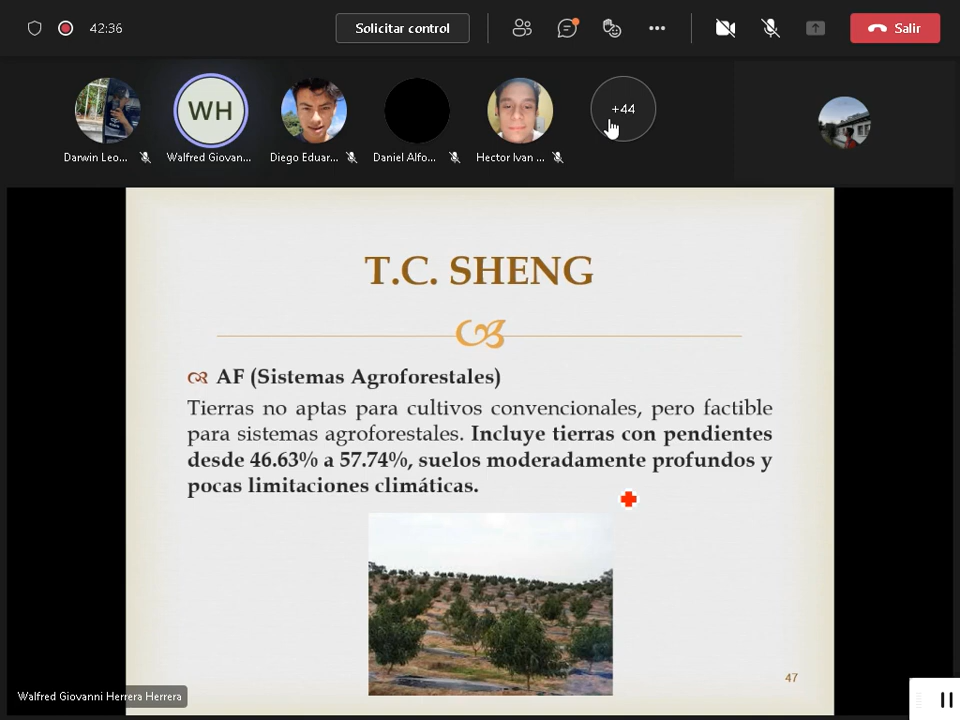 42:36
Solicitar control
Salir
WH
+44
Darwin Leo...
Walfred Giovan...
Diego Eduar...
Daniel Alfo...
Hector Ivan ...
T.C. SHENG
AF (Sistemas Agroforestales)
Tierras no aptas para cultivos convencionales, pero factible
para sistemas agroforestales. Incluye tierras con pendientes
desde 46.63% a 57.74%, suelos moderadamente profundos y
pocas limitaciones climáticas.
47
Walfred Giovanni Herrera Herrera